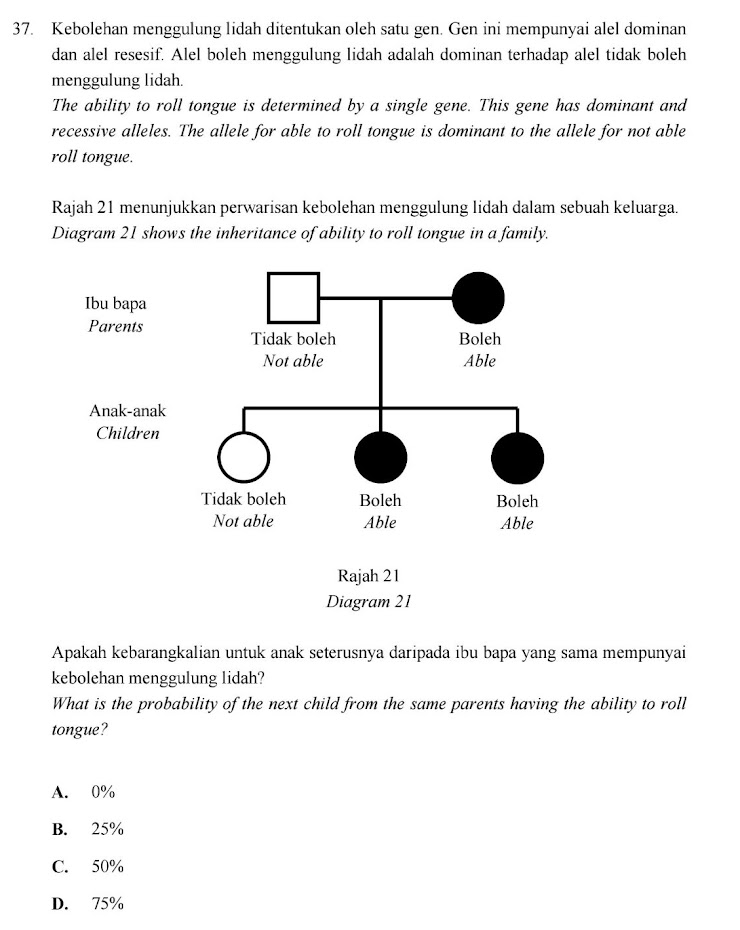 37. Kebolehan menggulung lidah ditentukan oleh satu gen. Gen ini mempunyai alel dominan
dan alel resesif. Alel boleh menggulung lidah adalah dominan terhadap alel tidak boleh
menggulung lidah.
The ability to roll tongue is determined by a single gene. This gene has dominant and
recessive alleles. The allele for able to roll tongue is dominant to the allele for not able
roll tongue.
Rajah 21 menunjukkan perwarisan kebolehan menggulung lidah dalam sebuah keluarga.
Diagram 21 shows the inheritance of ability to roll tongue in a family.
Ibu bapa
Parents
Tidak boleh
Not able
Boleh
Able
Anak-anak
Children
Tidak boleh
Not able
Boleh
Able
Boleh
Able
Rajah 21
Diagram 21
Apakah kebarangkalian untuk anak seterusnya daripada ibu bapa yang sama mempunyai
kebolehan menggulung lidah?
What is the probability of the next child from the same parents having the ability to roll
tongue?
A. 0%
B. 25%
C. 50%
D. 75%